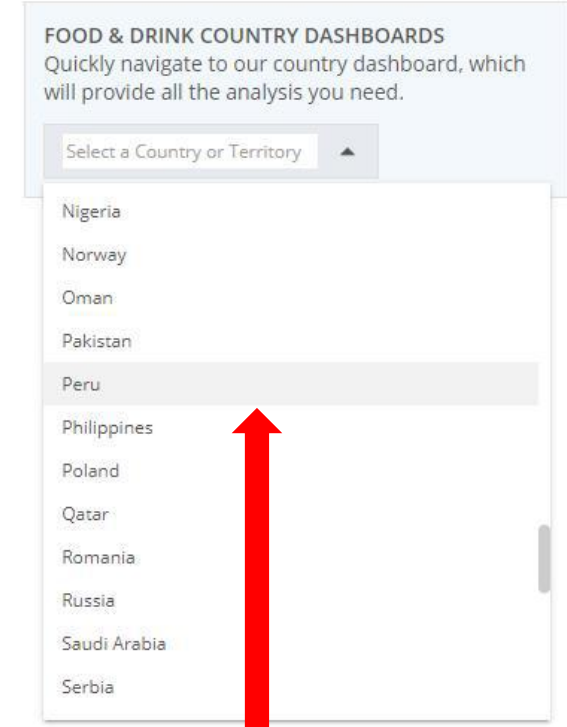 FOOD & DRINK COUNTRY DASHBOARDS
Quickly navigate to our country dashboard, which
will provide all the analysis you need.
Select a Country or Territory
Nigeria
Norway
Oman
Pakistan
Peru
Philippines
Poland
Qatar
Romania
Russia
Saudi Arabia
Serbia